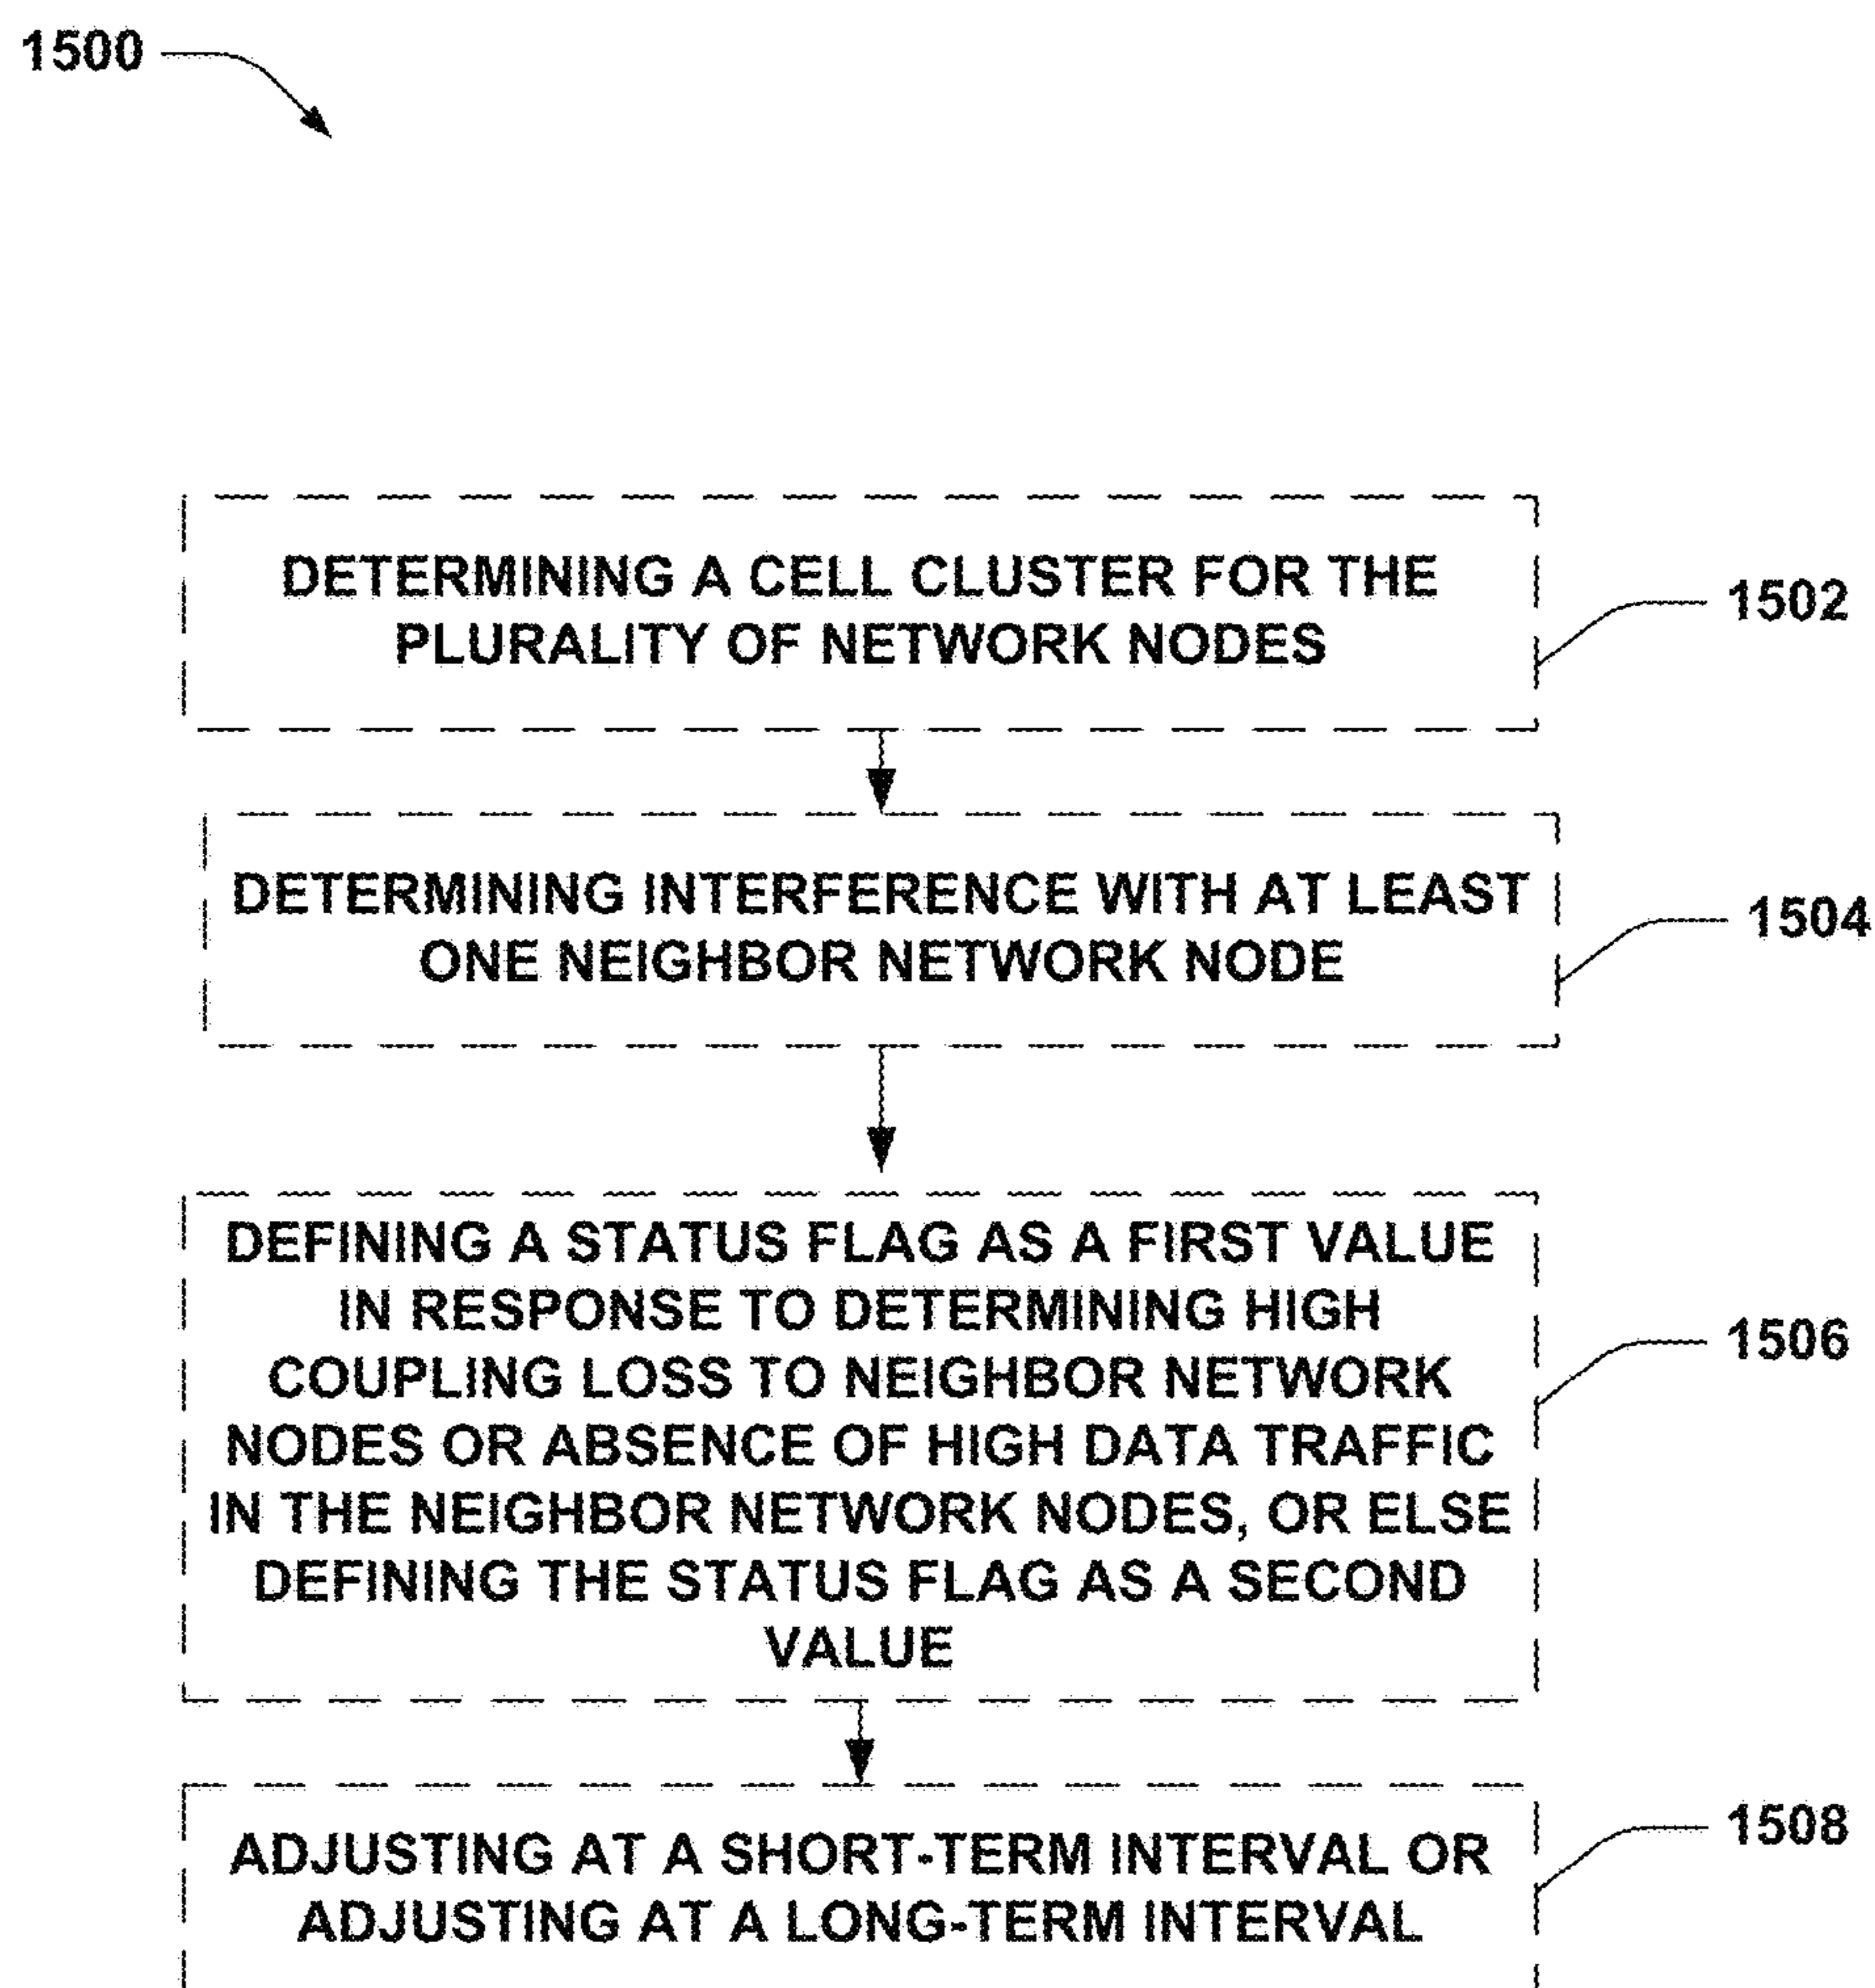 1500
DETERMINING A CELL CLUSTER FOR THE
PLURALITY OF NETWORK NODES
1502
DETERMINING INTERFERENCE WITH AT LEAST
ONE NEIGHBOR NETWORK NODE
1504
DEFINING A STATUS FLAG AS A FIRST VALUE
IN RESPONSE TO DETERMINING HIGH
COUPLING LOSS TO NEIGHBOR NETWORK
NODES OR ABSENCE OF HIGH DATA TRAFFIC
IN THE NEIGHBOR NETWORK NODES, OR ELSE
DEFINING THE STATUS FLAG AS A SECOND
VALUE
1506
ADJUSTING AT A SHORT-TERM INTERVAL OR
ADJUSTING AT A LONG-TERM INTERVAL
1508